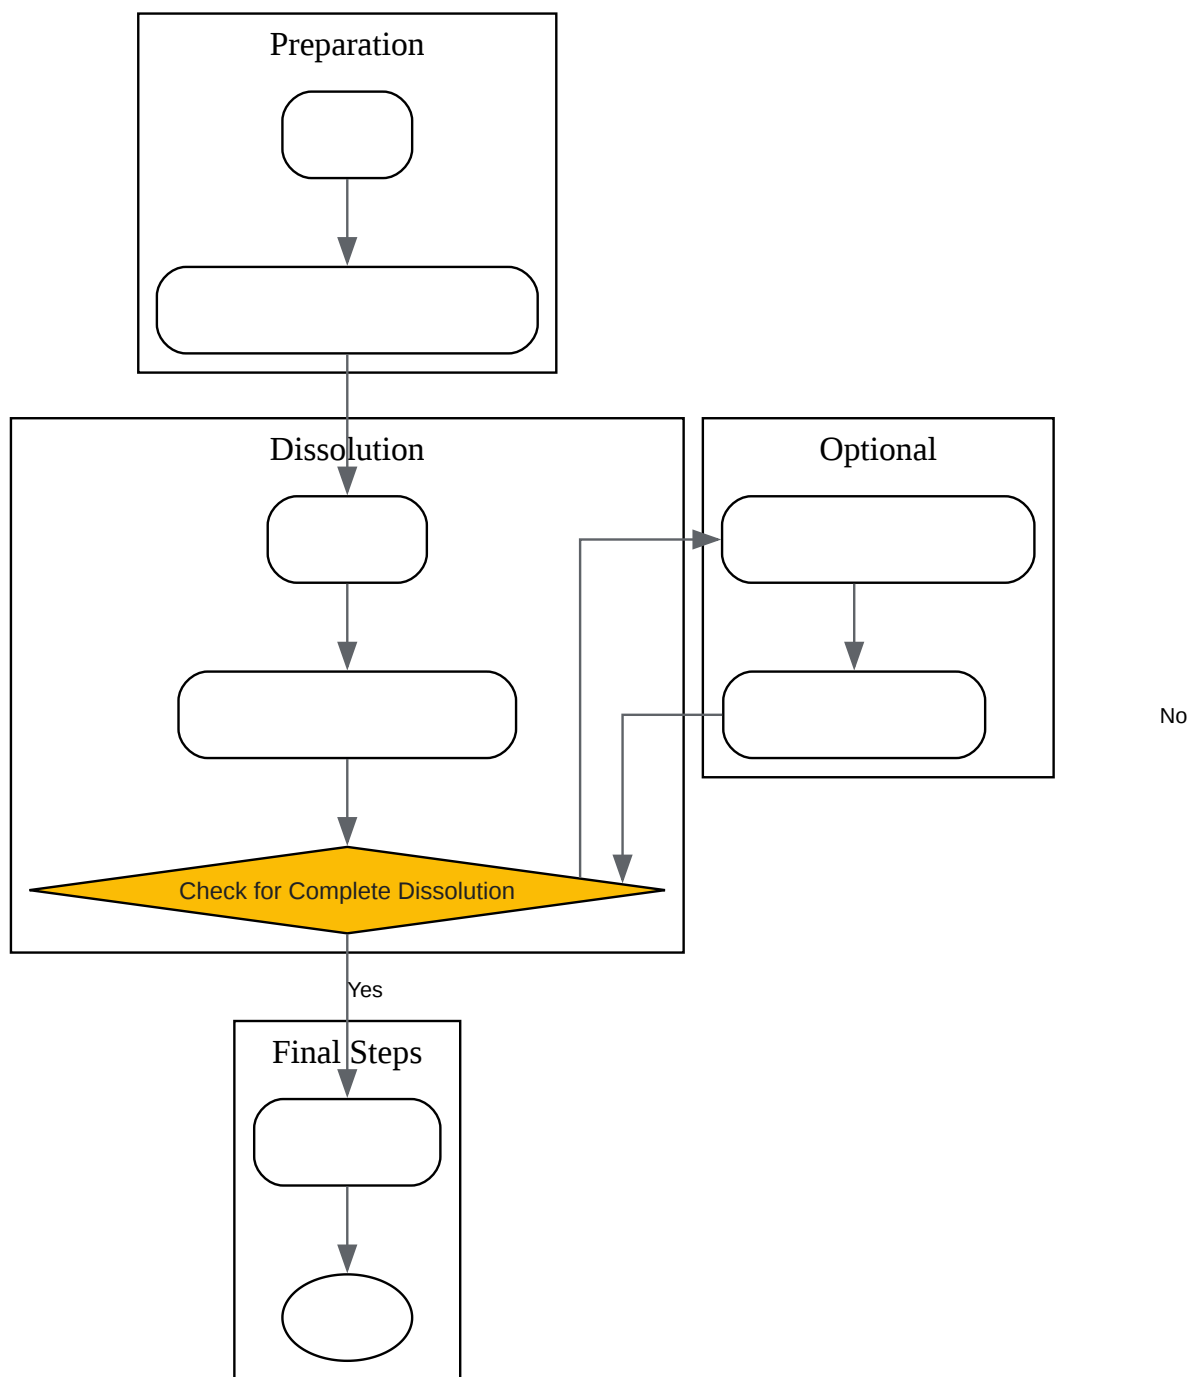 Preparation
Dissolution
Optional
No
Check for Complete Dissolution
Yes
Final Steps